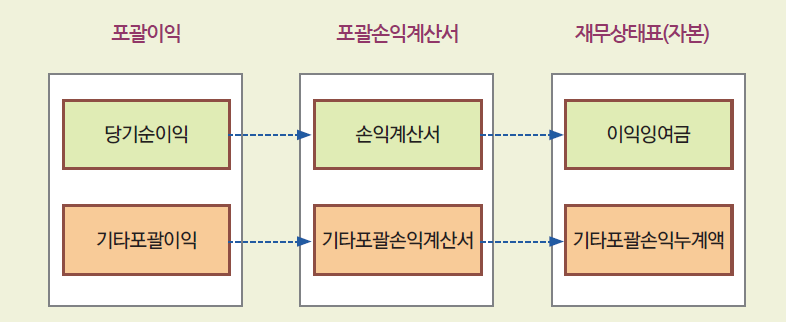 포괄이익
포괄손익계산서
재무상태표(자본)
당기순이익
손익계산서
이익잉여금
기타포괄이익
기타포괄손익계산서
기타포괄손익누계액